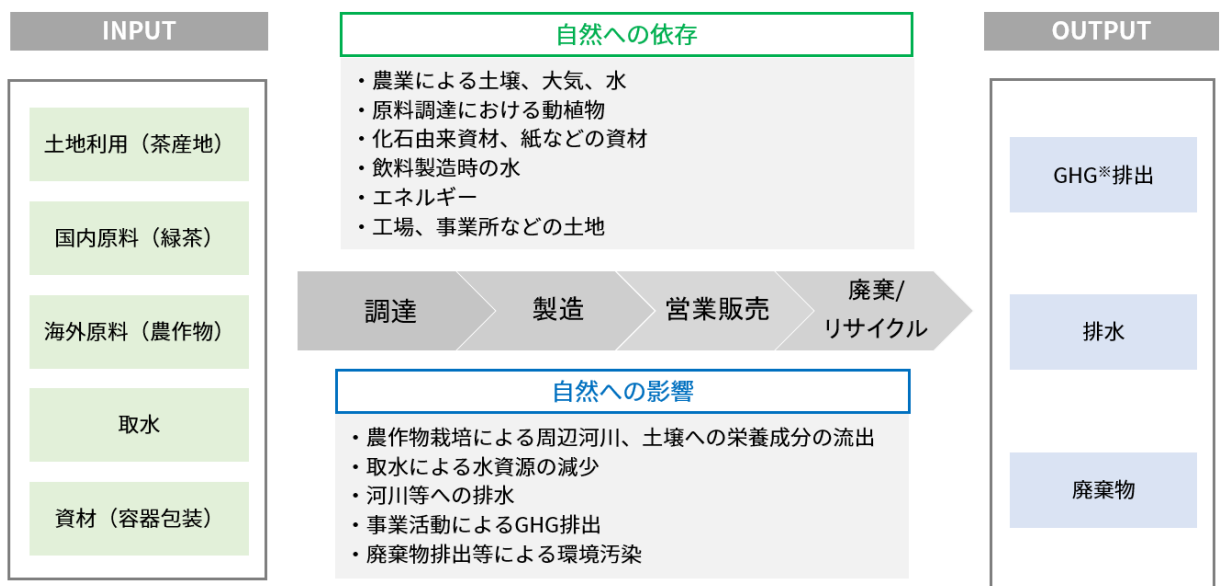 INPUT
土地利用（茶産地）
国内原料（緑茶）
海外原料（農作物）
取水
資材（容器包装）
自然への依存
・農業による土壌、大気、水
・原料調達における動植物
・化石由来資材、紙などの資材
・飲料製造時の水
・エネルギー
・工場、事業所などの土地
調達
製造
営業販売
廃棄/
リサイクル
自然への影響
・農作物栽培による周辺河川、土壌への栄養成分の流出
・取水による水資源の減少
・河川等への排水
・事業活動によるGHG排出
・廃棄物排出等による環境汚染
OUTPUT
GHG※排出
排水
廃棄物